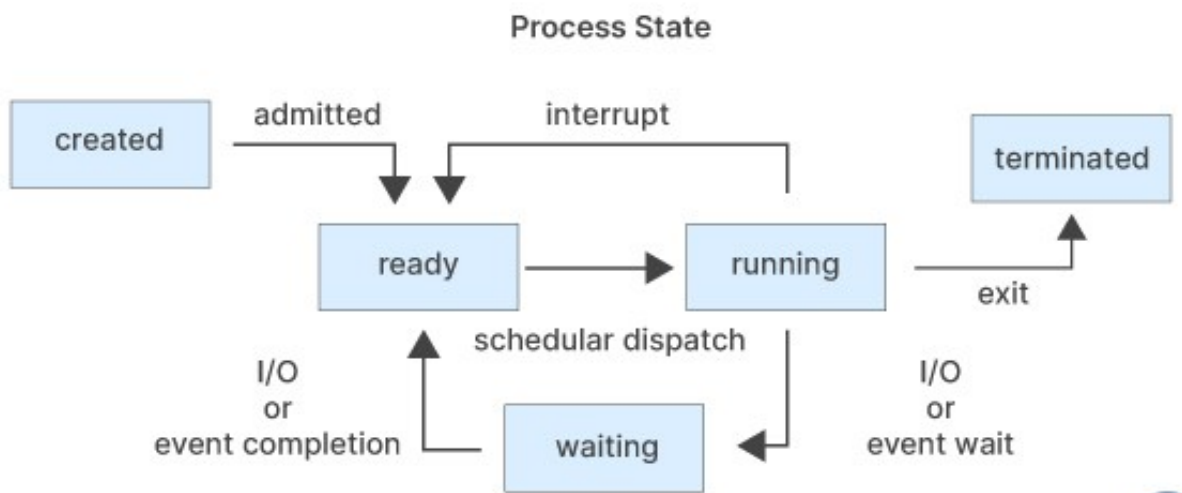 Process State
created
admitted
interrupt
terminated
ready
running
exit
schedular dispatch
I/O
or
event completion
waiting
I/O
or
event wait